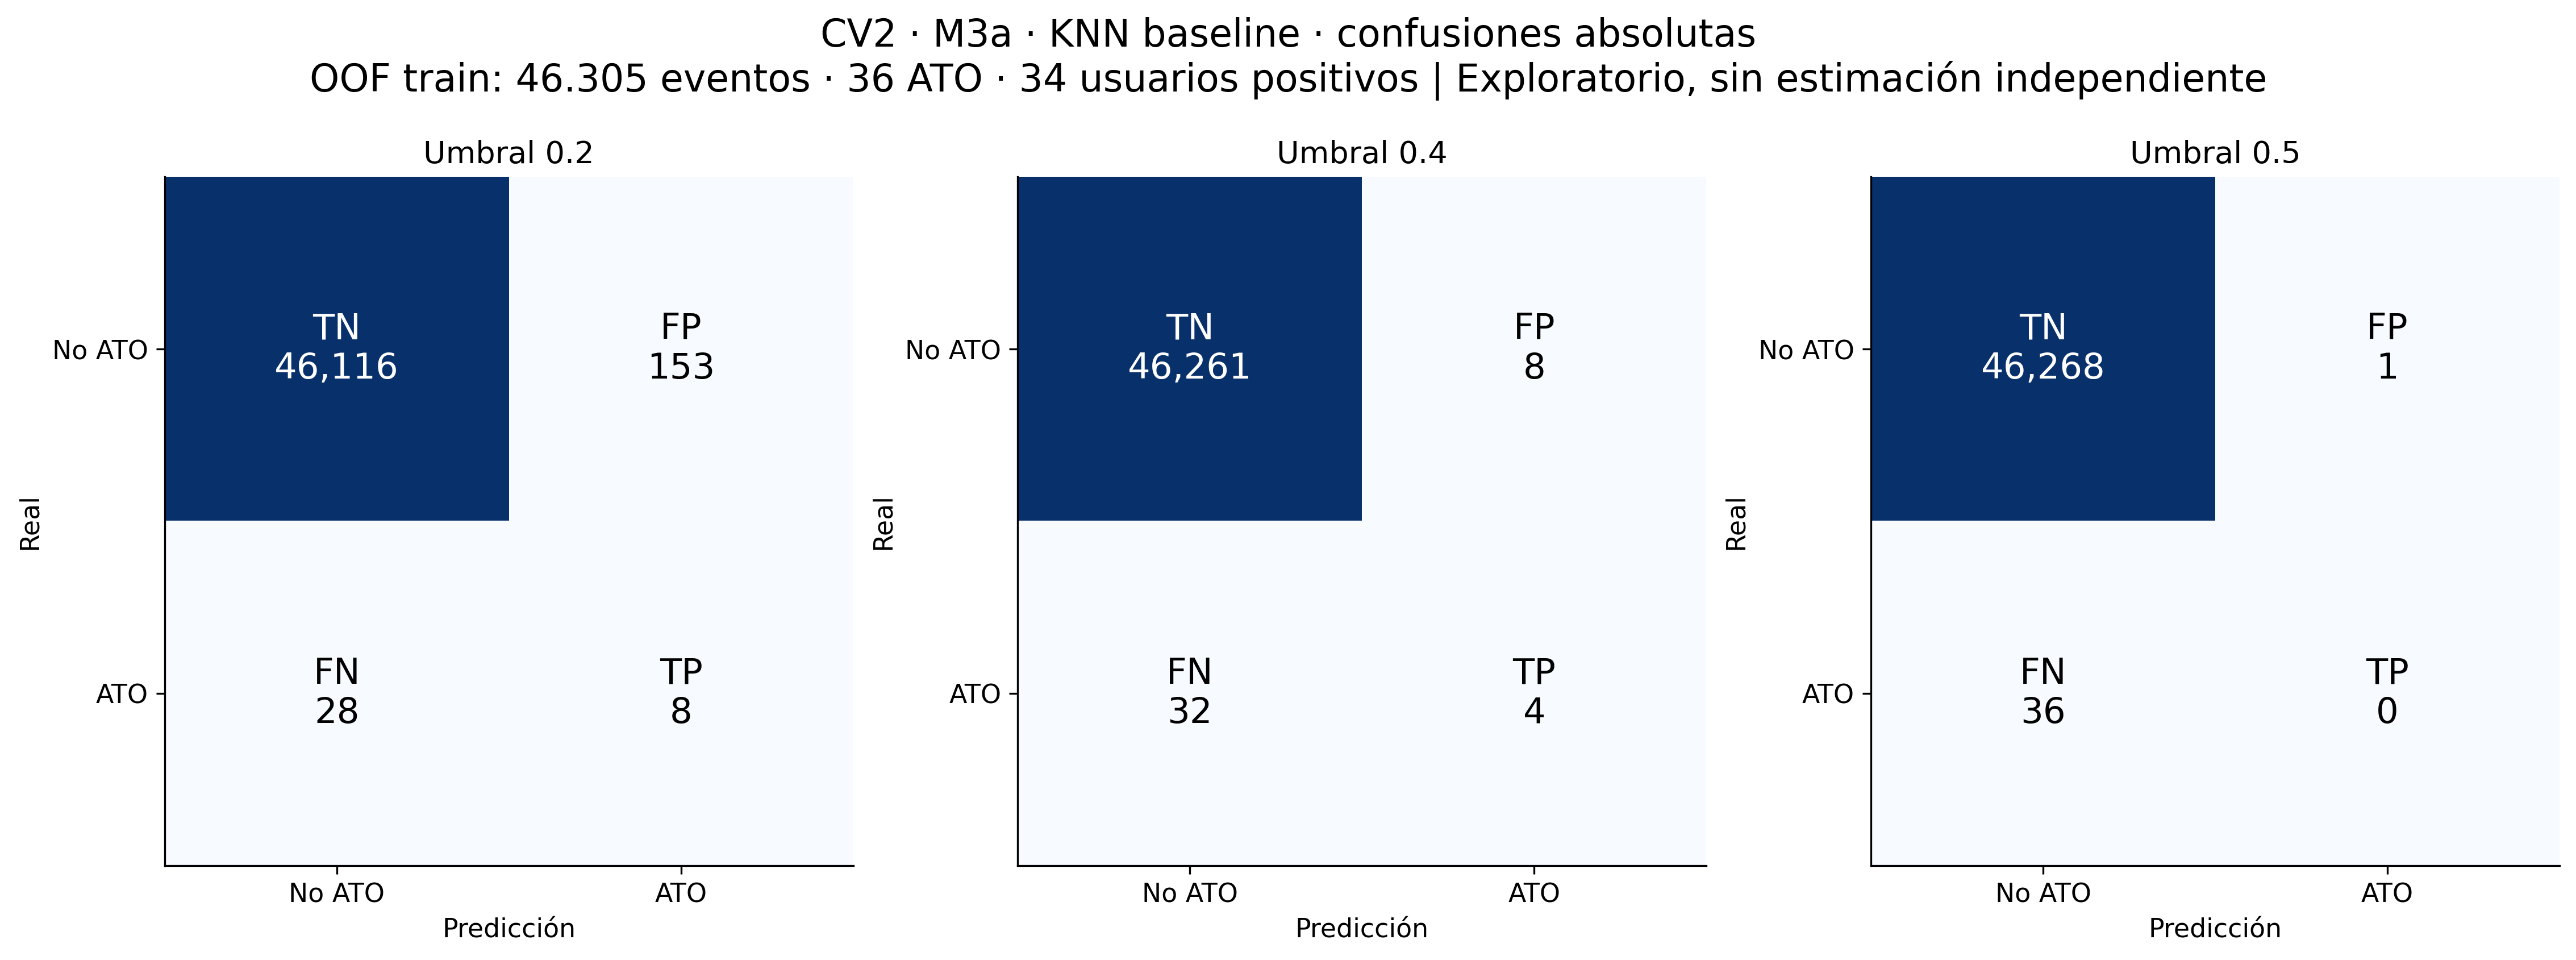 CV2 · M3a · KNN baseline · confusiones absolutas
OOF train: 46.305 eventos · 36 ATO · 34 usuarios positivos | Exploratorio, sin estimación independiente
Umbral 0.2
Real
No ATO
ATO
TN
46,116
FP
153
FN
28
TP
8
No ATO
ATO
Predicción
Umbral 0.4
Real
No ATO
ATO
TN
46,261
FP
8
FN
32
TP
4
No ATO
ATO
Predicción
Umbral 0.5
Real
No ATO
ATO
TN
46,268
FP
1
FN
36
TP
0
No ATO
ATO
Predicción